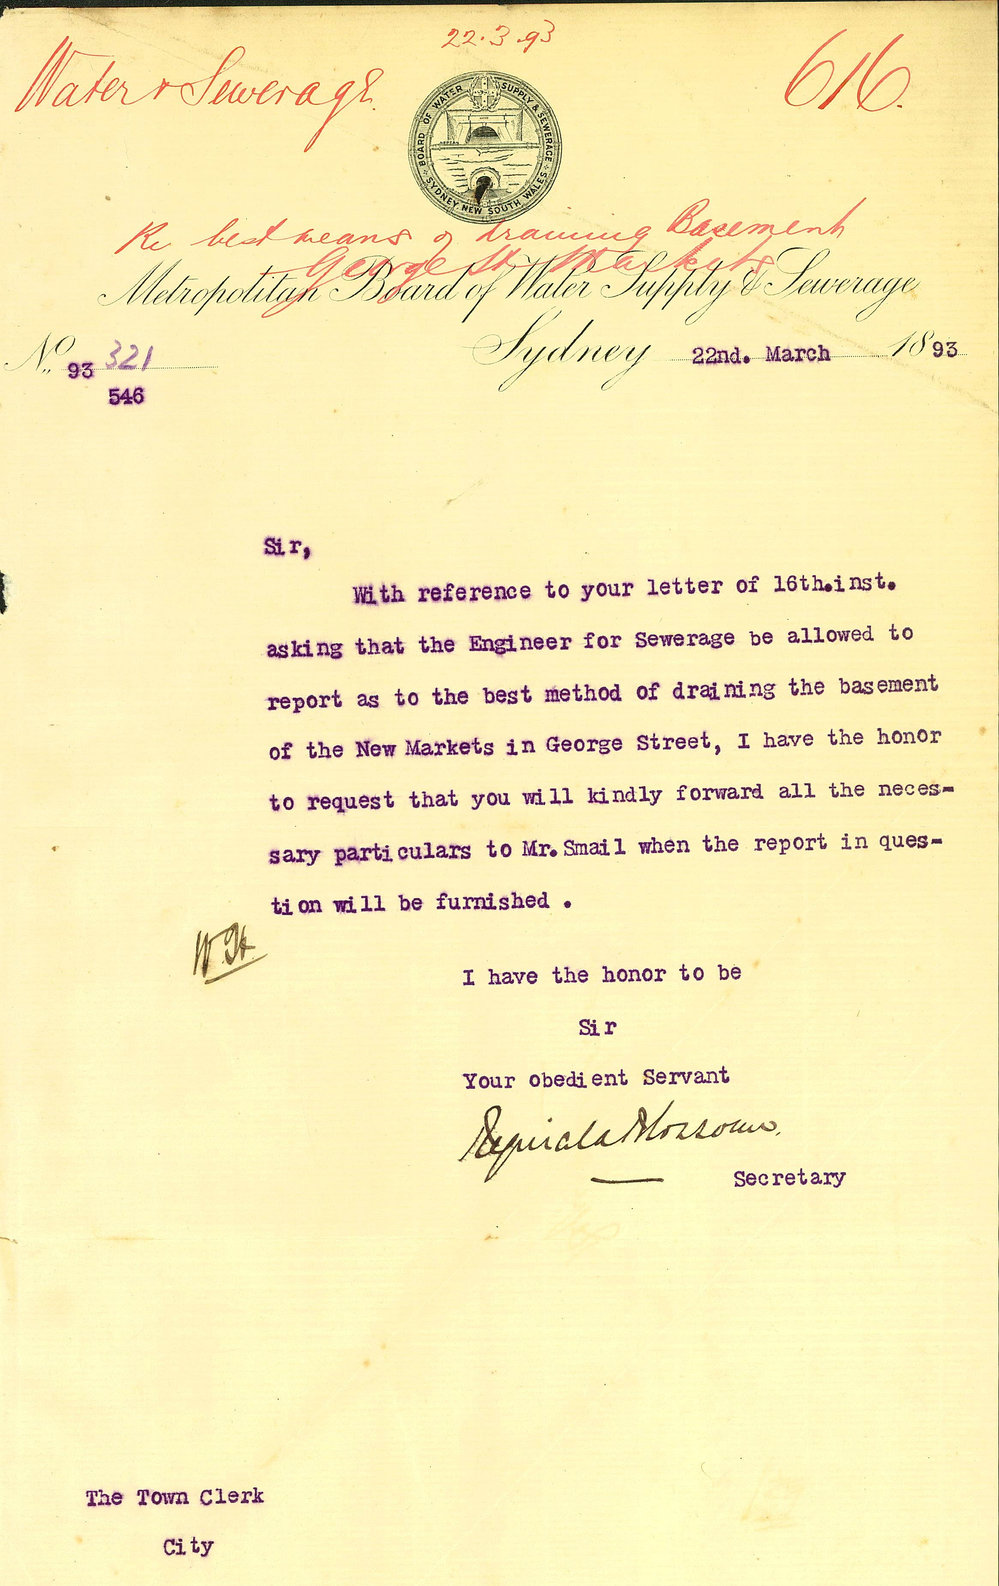 22.3.93
Water & Sewerage.
616.
BOARD OF WATER SUPPLY & SEWERAGE
SYDNEY, NEW SOUTH WALES
Re best means of draining Basement
George St Markets
Metropolitan Board of Water Supply & Sewerage
No. 93 321
546
Sydney 22nd. March 1893
Sir,
With reference to your letter of 16th.inst.
asking that the Engineer for Sewerage be allowed to
report as to the best method of draining the basement
of the New Markets in George Street, I have the honor
to request that you will kindly forward all the neces-
sary particulars to Mr. Smail when the report in ques-
tion will be furnished .
I have the honor to be
Sir
Your obedient Servant
Secretary
The Town Clerk
City